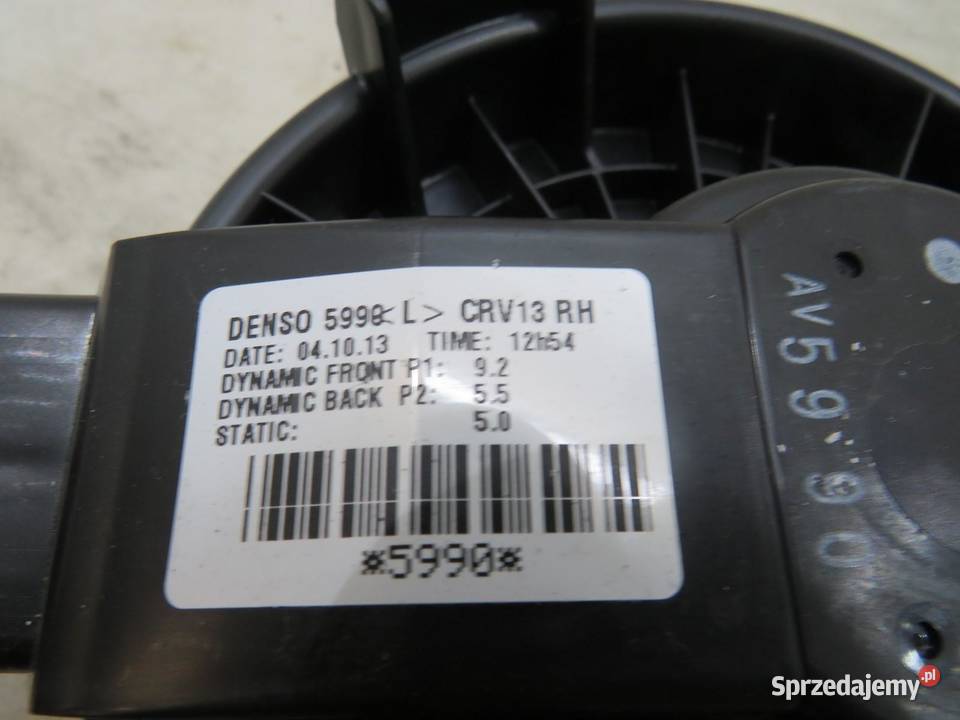 DENSO 5990< L > CRV13 RH
DATE: 04.10.13 TIME: 12h54
DYNAMIC FRONT P1: 9.2
DYNAMIC BACK P2: 5.5
STATIC: 5.0
*5990*
AV5990
Sprzedajemy.pl